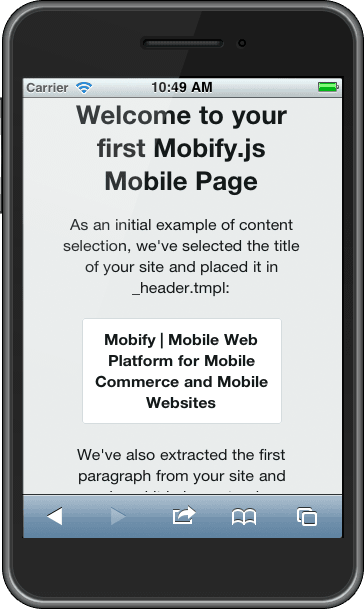 Carrier 10:49 AM
Welcome to your
first Mobify.js
Mobile Page
As an initial example of content
selection, we've selected the title
of your site and placed it in
_header.tmpl:
Mobify | Mobile Web
Platform for Mobile
Commerce and Mobile
Websites
We've also extracted the first
paragraph from your site and